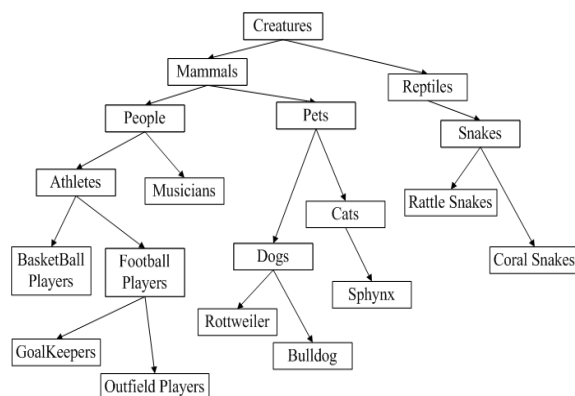 Creatures
Mammals
Reptiles
People
Pets
Snakes
Athletes
Musicians
Cats
Rattle Snakes
BasketBall
Players
Football
Players
Dogs
Coral Snakes
Sphynx
Rottweiler
GoalKeepers
Bulldog
Outfield Players